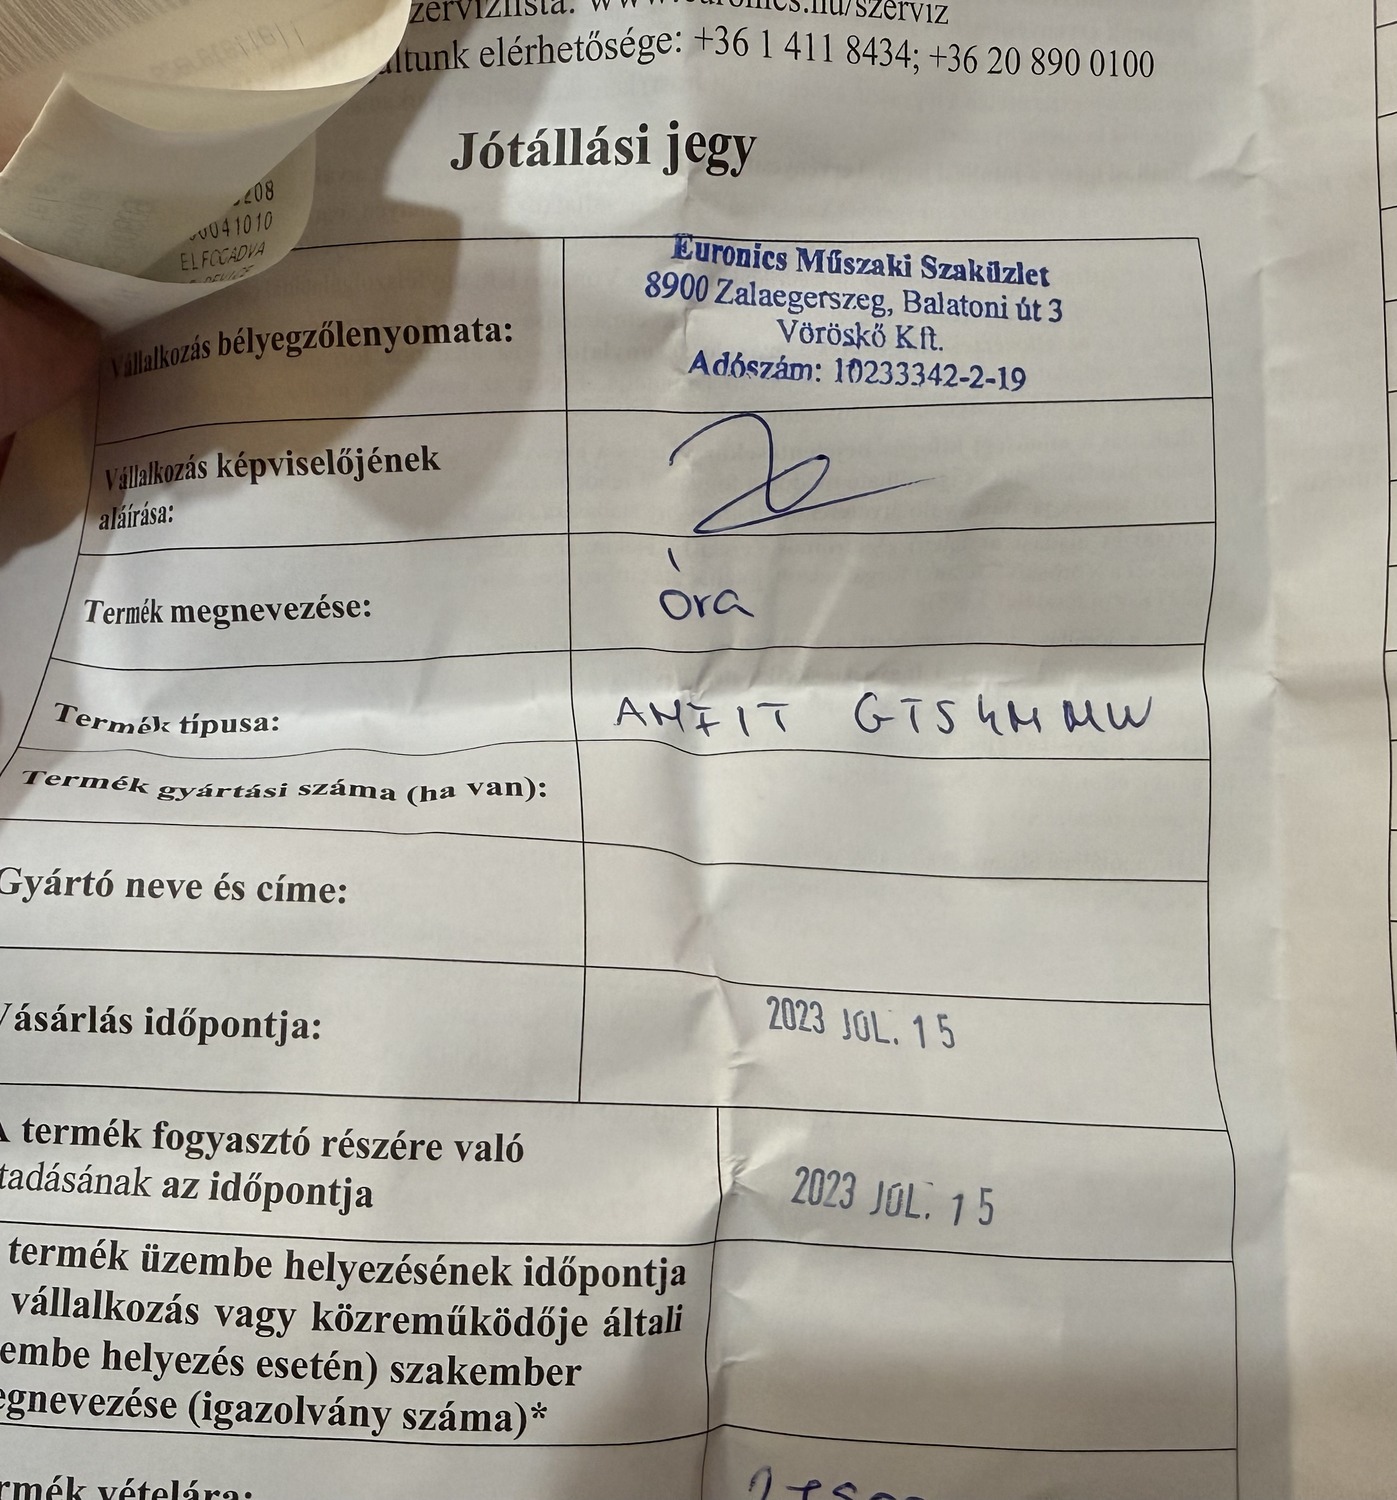 +36 1 411 8434; +36 20 890 0100
elérhetősége:
Jótállási jegy
208
41010
ELFOGADVA
Vállalkozás bélyegzőlenyomata:
Euronics Műszaki Szaküzlet
8900 Zalaegerszeg, Balatoni út 3
Vöröskő Kft.
Adószám: 10233342-2-19
Vállalkozás képviselőjének
aláírása:
Termék megnevezése:
óra
Termék típusa:
AMFIT GTS4M MW
Termék gyártási száma (ha van):
Gyártó neve és címe:
Vásárlás időpontja:
2023 JÚL. 15
termék fogyasztó részére való
tadásának az időpontja
2023 JÚL. 15
termék üzembe helyezésének időpontja
vállalkozás vagy közreműködője általi
embe helyezés esetén) szakember
egnevezése (igazolvány száma)*
rmék vételára: